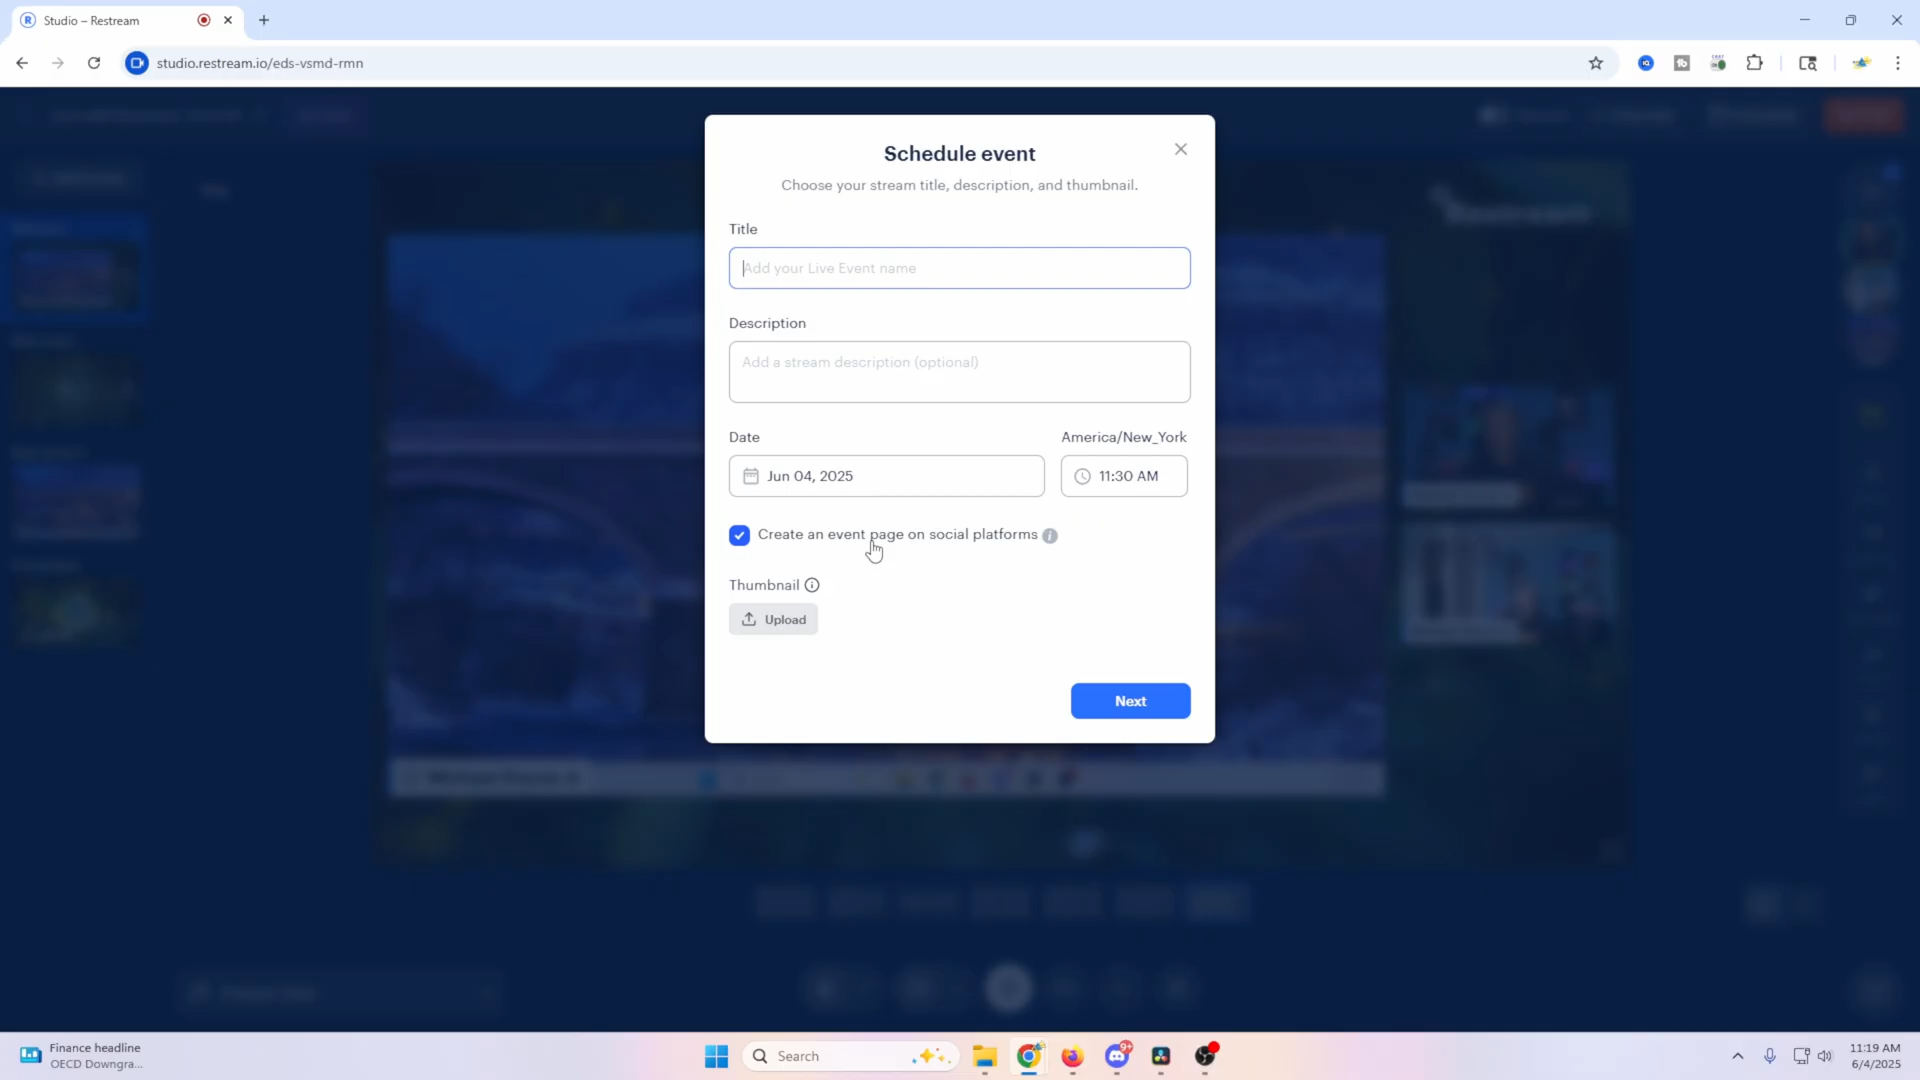 Studio – Restream
studio.restream.io/eds-vsmd-rmn
Schedule event
Choose your stream title, description, and thumbnail.
Title
Add your Live Event name
Description
Add a stream description (optional)
Date
America/New_York
Jun 04, 2025
11:30 AM
Create an event page on social platforms
Thumbnail
Upload
Next
Restream
Finance headline
OECD Downgra...
Search
9+
11:19 AM
6/4/2025